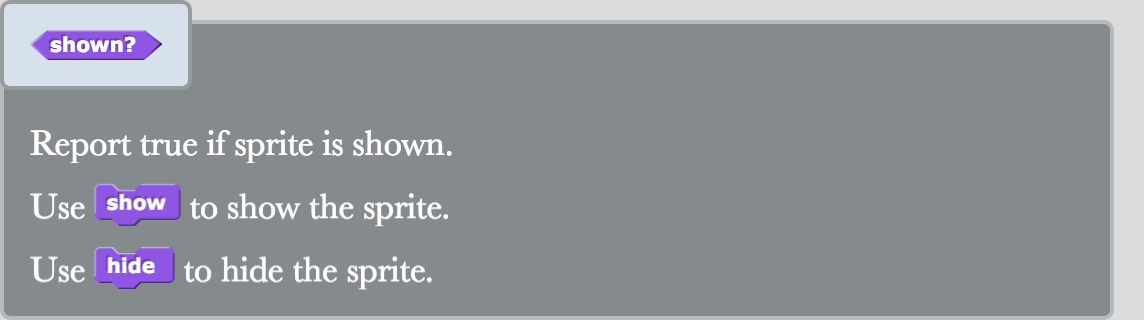 shown?
Report true if sprite is shown.
Use show to show the sprite.
Use hide to hide the sprite.